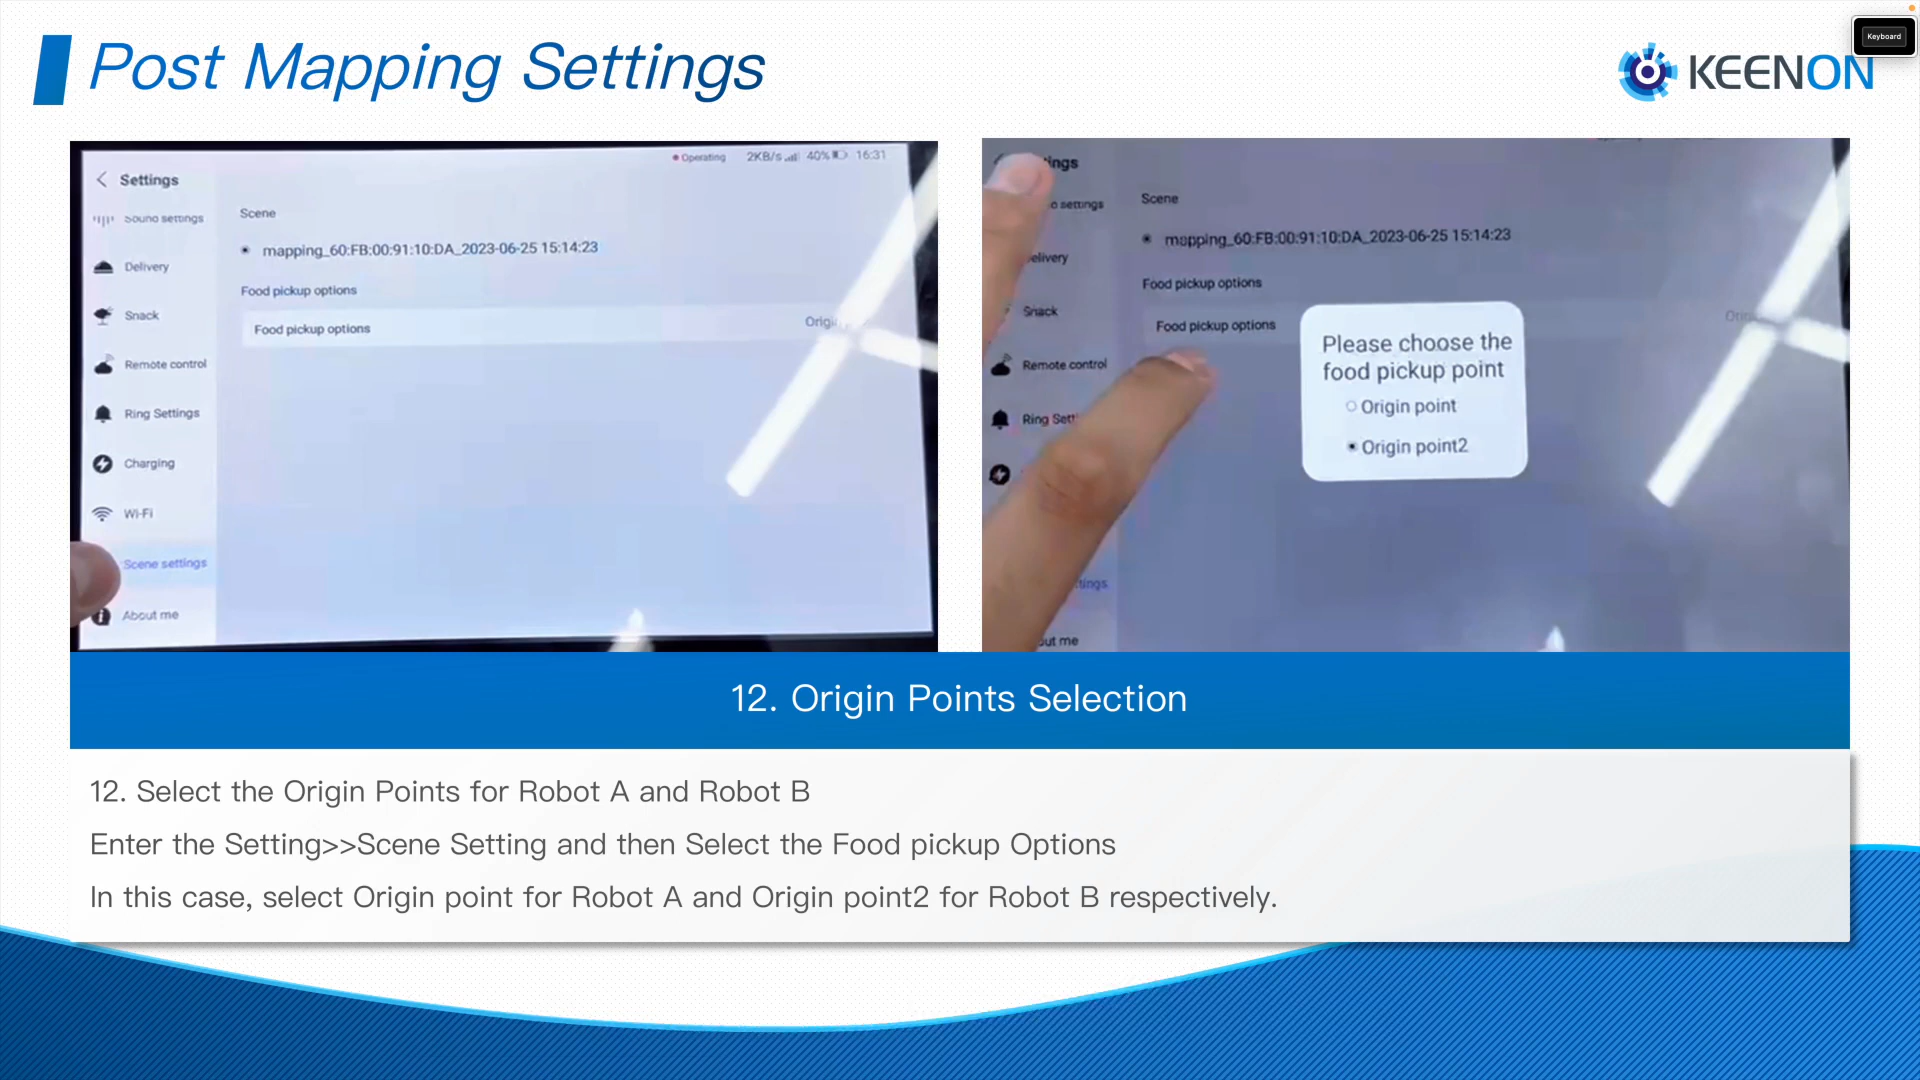 Post Mapping Settings
Keyboard
KEENON
Operating 2KB/s 40% 16:31
Settings
Sound settings
Delivery
Snack
Remote control
Ring Settings
Charging
Wi-Fi
Scene settings
About me
Scene
mapping_60:FB:00:91:10:DA_2023-06-25 15:14:23
Food pickup options
Food pickup options
Snack
Remote control
Scene
mapping_60:FB:00:91:10:DA_2023-06-25 15:14:23
Food pickup options
Food pickup options
Please choose the
food pickup point
Origin point
Origin point2
12. Origin Points Selection
12. Select the Origin Points for Robot A and Robot B
Enter the Setting>>Scene Setting and then Select the Food pickup Options
In this case, select Origin point for Robot A and Origin point2 for Robot B respectively.